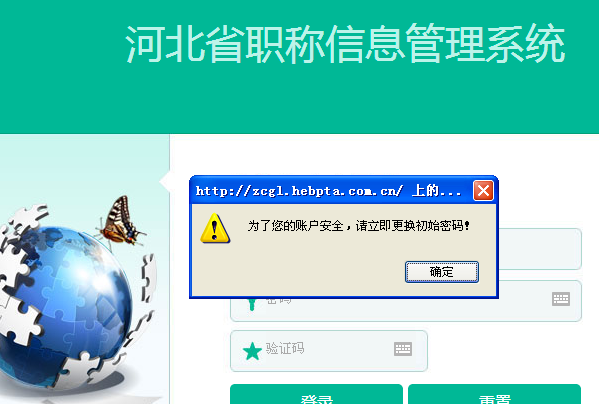 河北省职称信息管理系统
http://zcgl.hebpta.com.cn/ 上的...
为了您的账户安全，请立即更换初始密码！
确定
密码
验证码
登录
重置